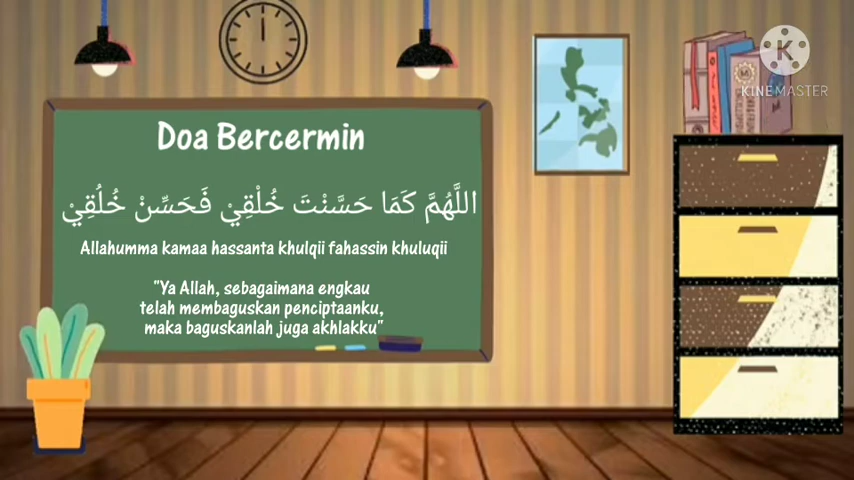 Doa Bercermin
اللَّهُمَّ كَمَا حَسَّنْتَ خُلْقِيْ فَحَسِّنْ خُلُقِيْ
Allahumma kamaa hassanta khulqii fahassin khuluqii
"Ya Allah, sebagaimana engkau
telah membaguskan penciptaanku,
maka baguskanlah juga akhlakku"
K
KINEMASTER